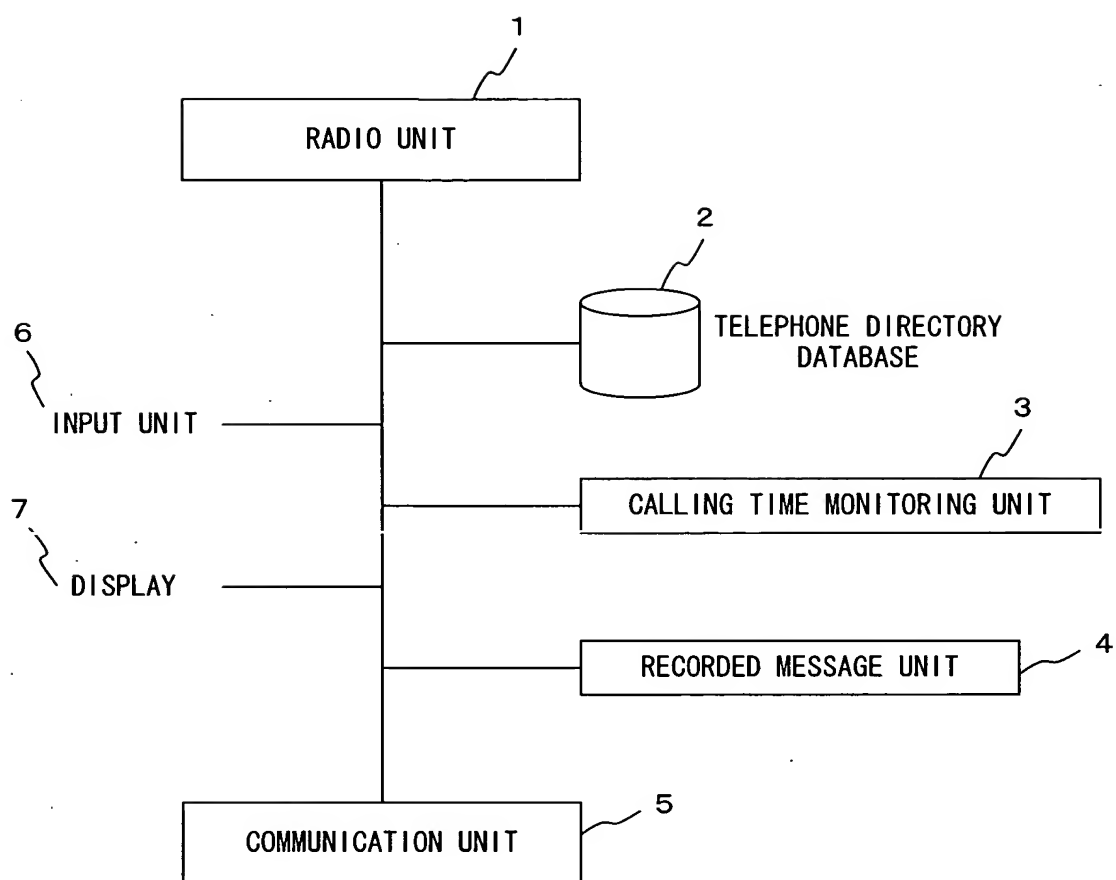 1
RADIO UNIT
2
TELEPHONE DIRECTORY
DATABASE
6
INPUT UNIT
3
CALLING TIME MONITORING UNIT
7
DISPLAY
4
RECORDED MESSAGE UNIT
5
COMMUNICATION UNIT